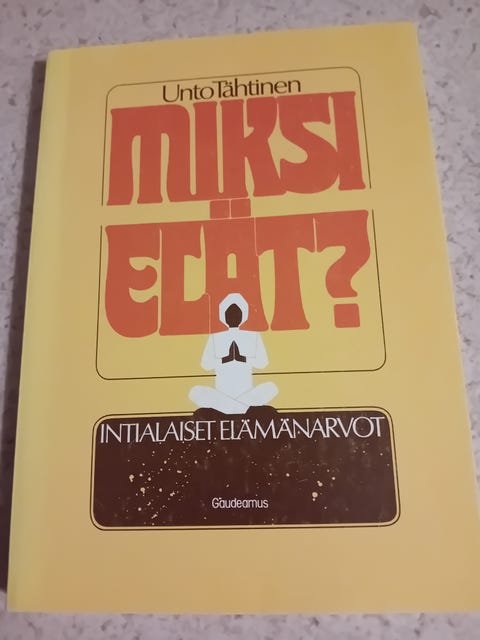 Unto Tähtinen
MIKSI
ELÄT?
INTIALAISET ELÄMÄNARVOT
Gaudeamus